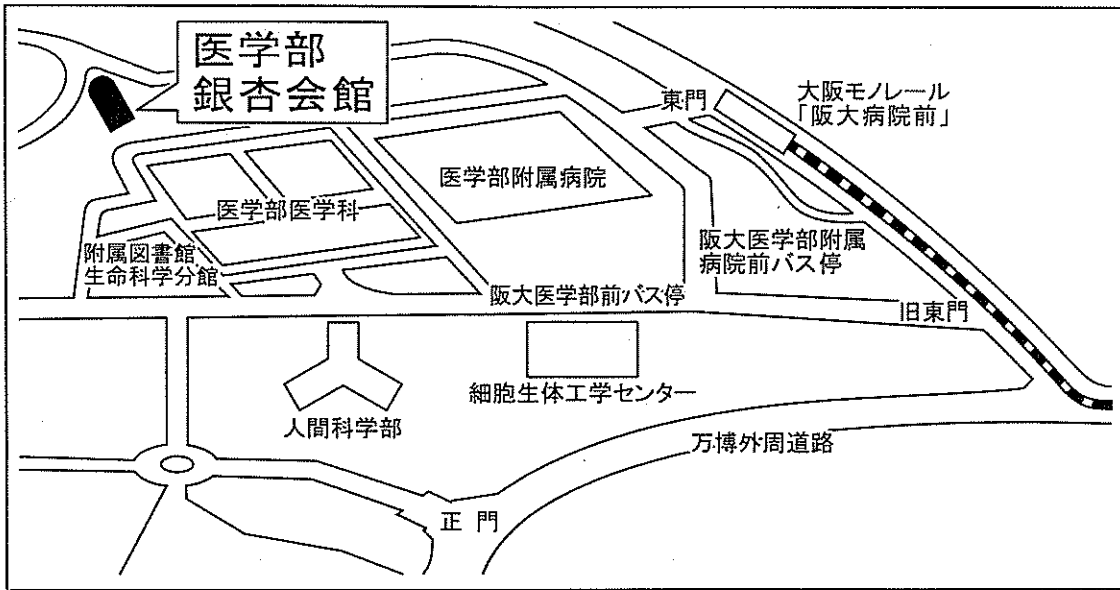 医学部
銀杏会館
東門
大阪モノレール
「阪大病院前」
医学部附属病院
医学部医学科
阪大医学部附属
病院前バス停
附属図書館
生命科学分館
阪大医学部前バス停
旧東門
細胞生体工学センター
人間科学部
万博外周道路
正門